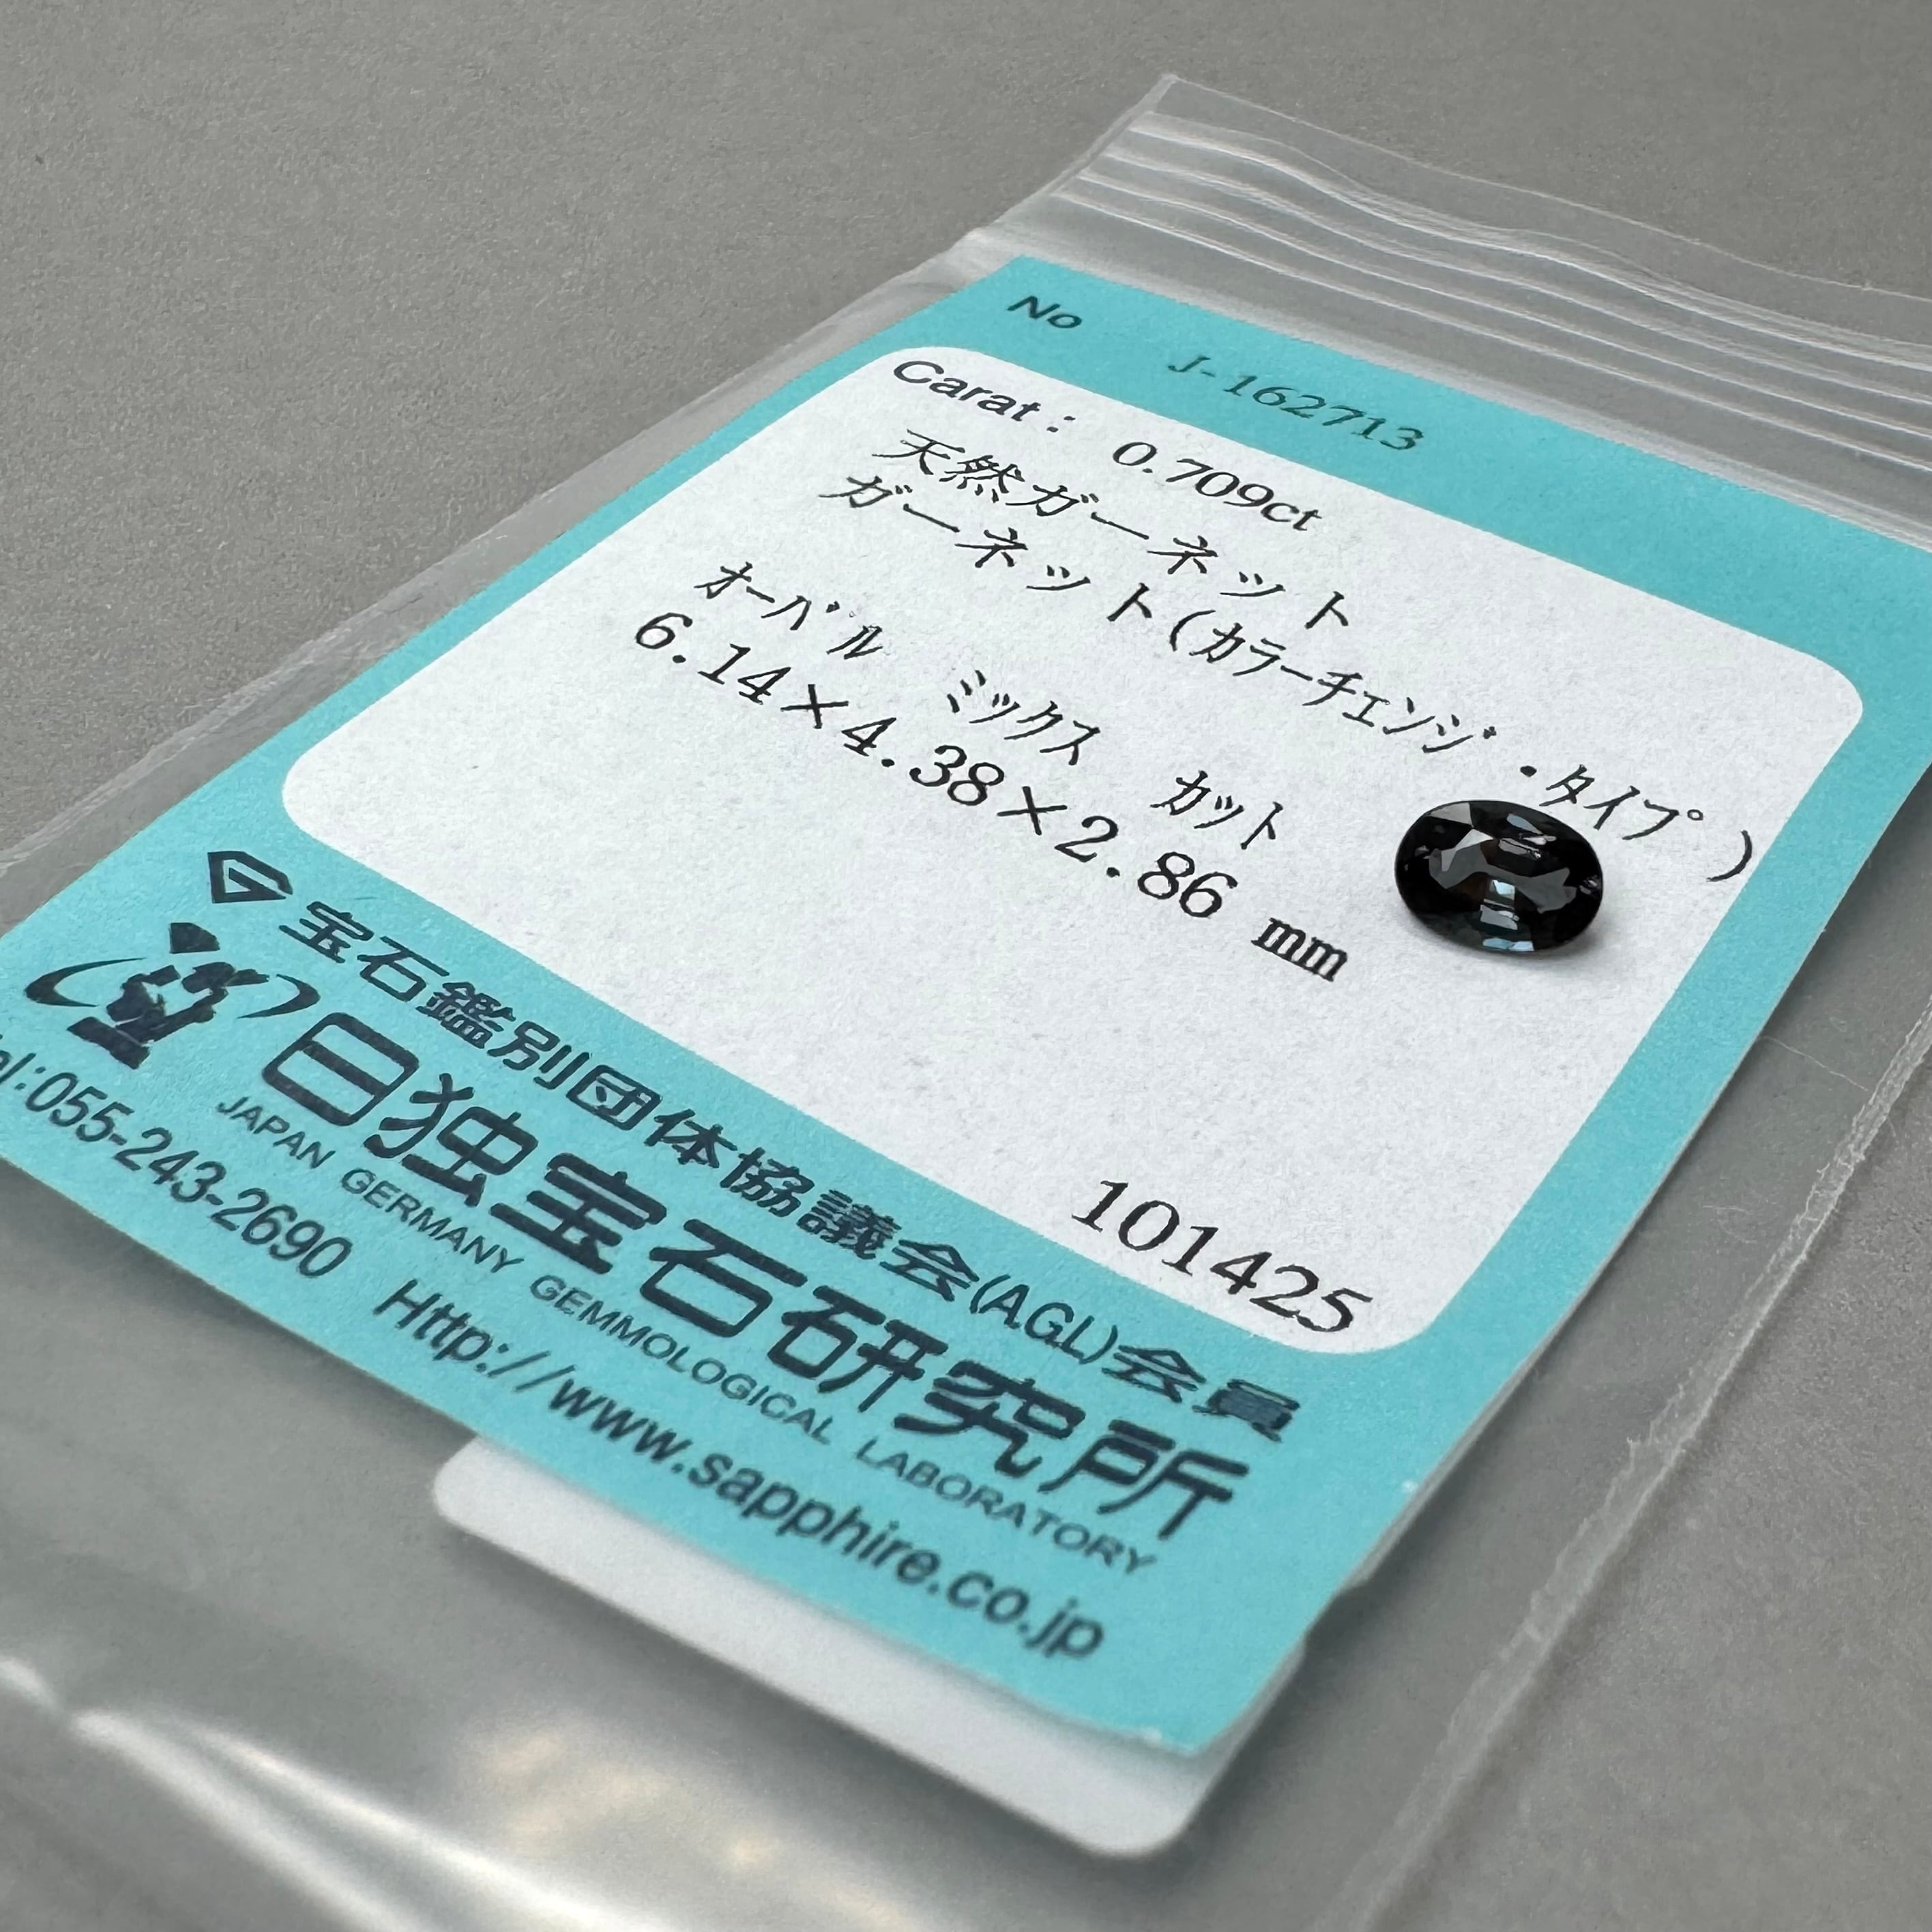 No J-162713
Carat: 0.709ct
天然ガーネット
ガーネット(ｶﾗｰﾁｪﾝｼﾞ・ﾀｲﾌﾟ)
ｵｰﾊﾞﾙ ﾐｯｸｽ ｶｯﾄ
6.14×4.38×2.86 mm
101425
宝石鑑別団体協議会(AGL)会員
日独宝石研究所
JAPAN GERMANY GEMMOLOGICAL LABORATORY
:055-243-2690 Http://www.sapphire.co.jp